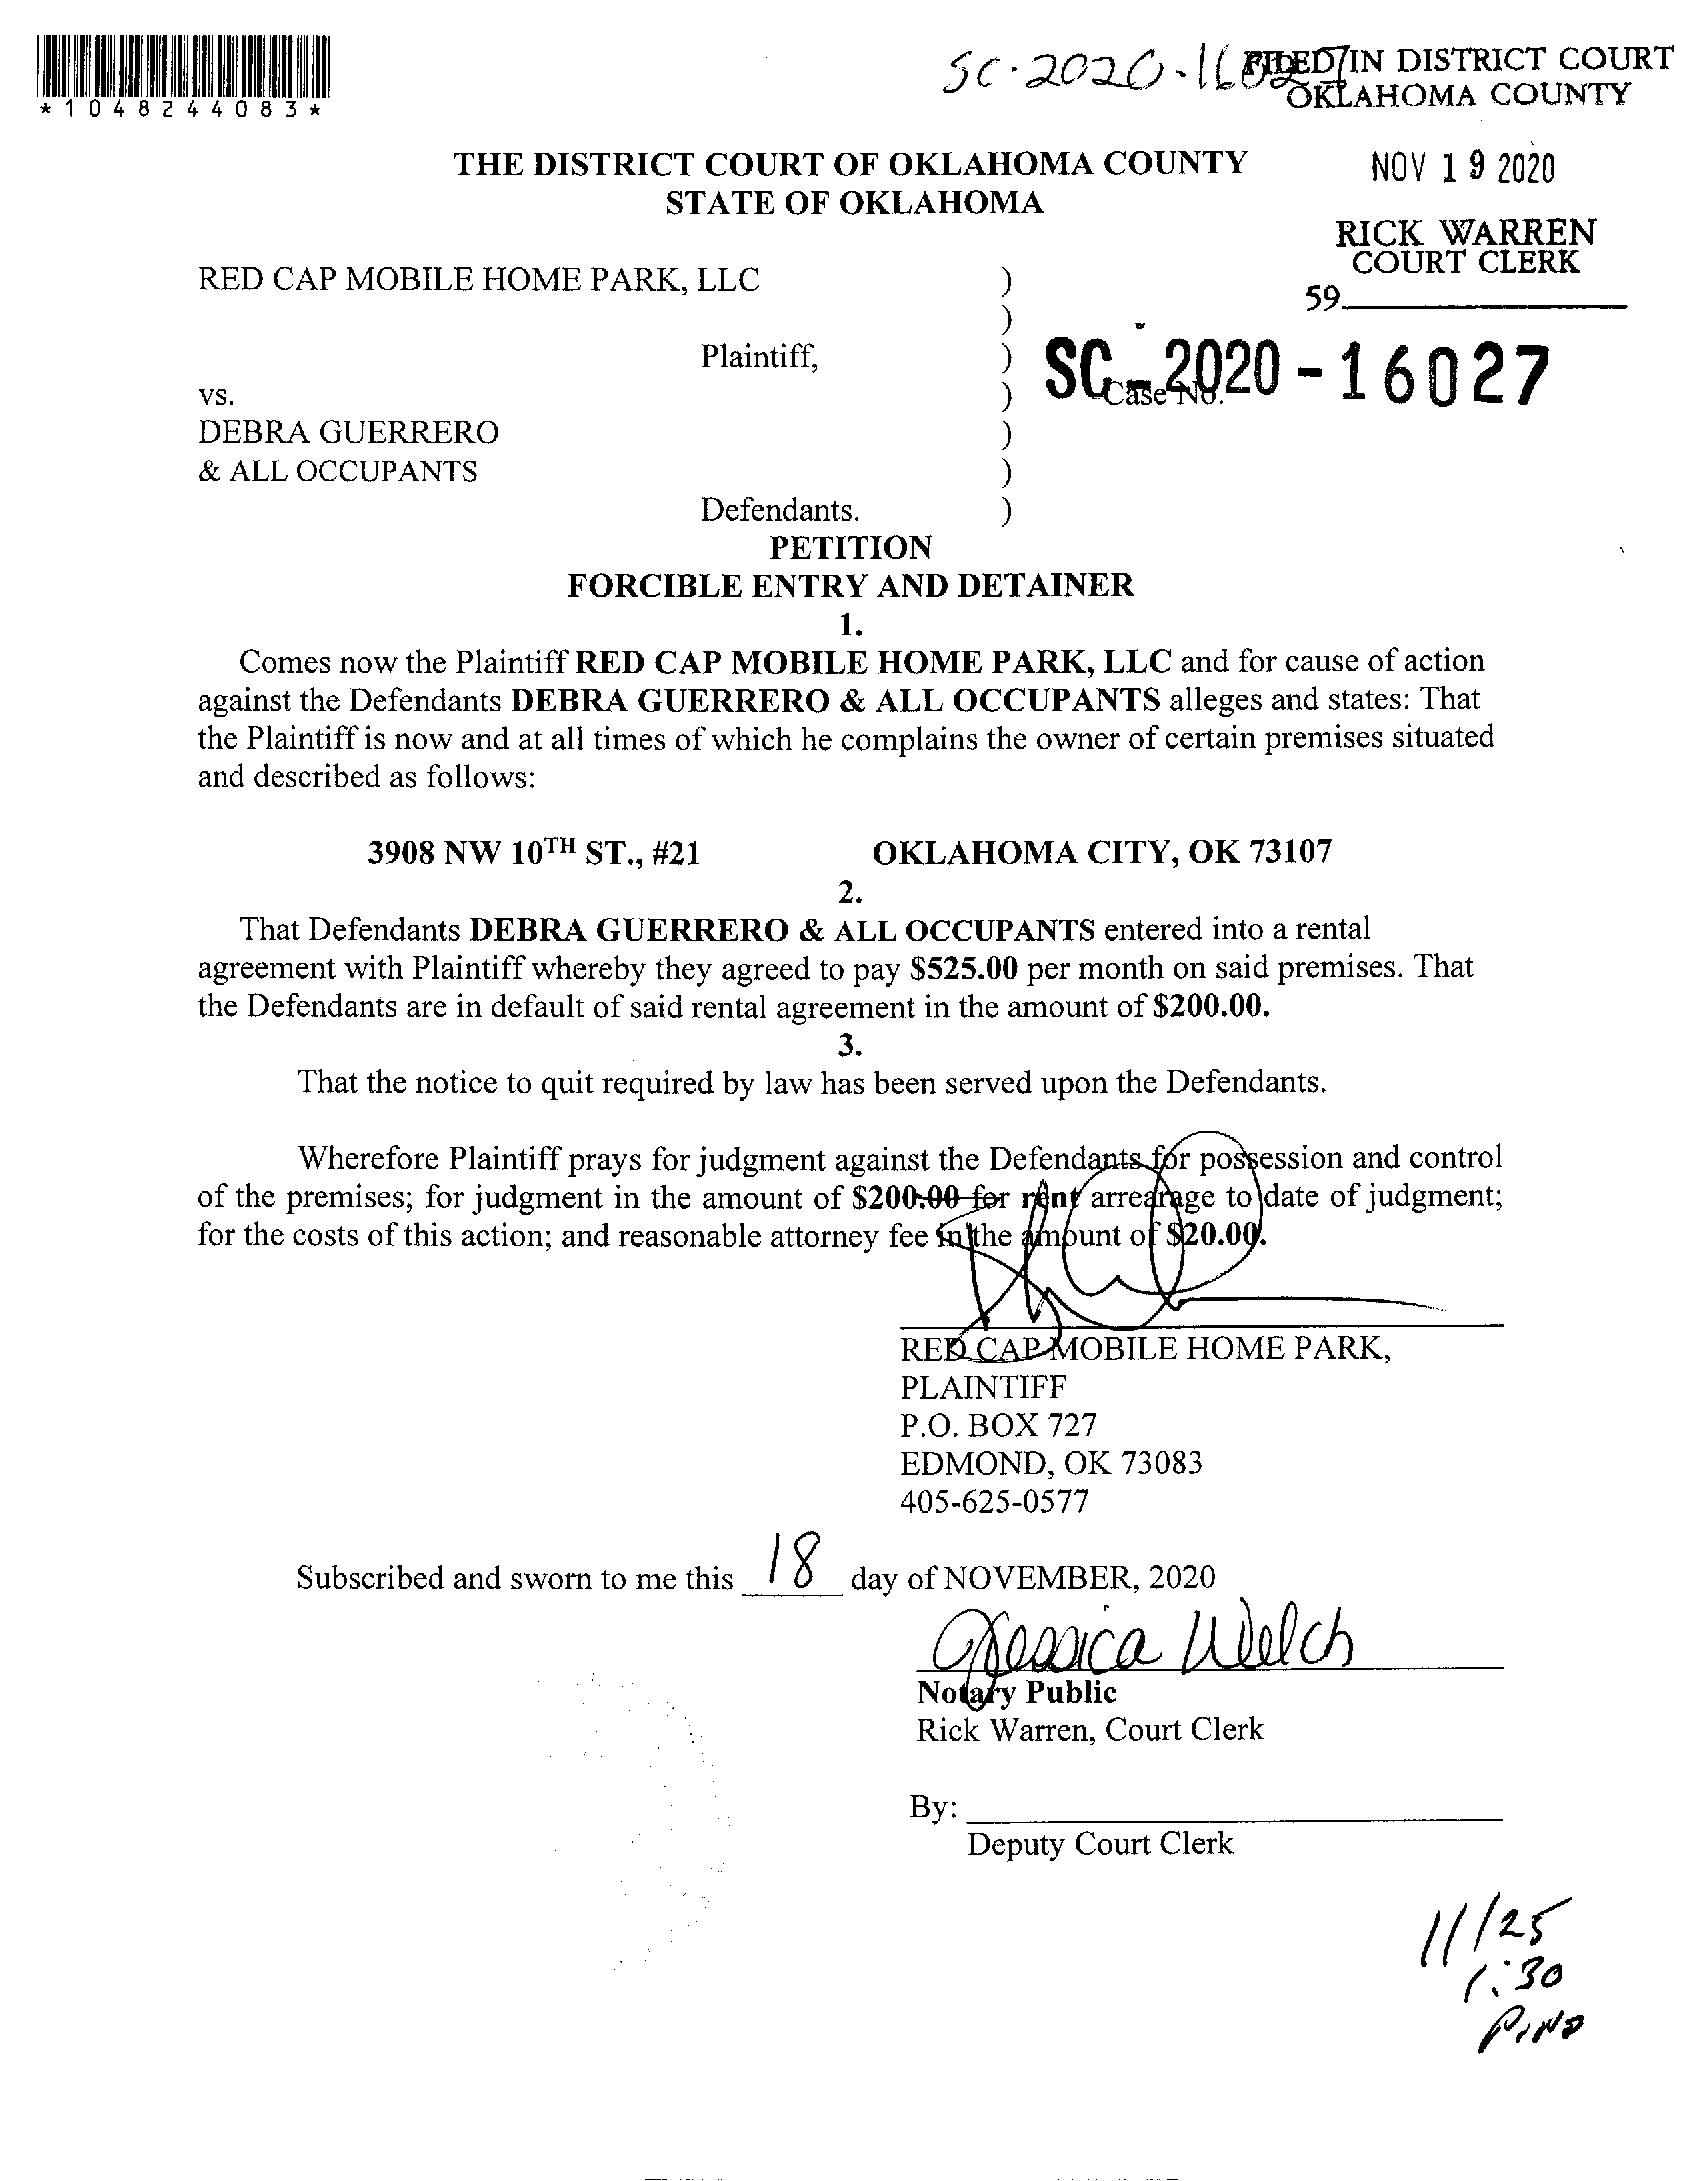 *1048244083*
SC-2020-16027
FILED IN DISTRICT COURT
OKLAHOMA COUNTY
THE DISTRICT COURT OF OKLAHOMA COUNTY
STATE OF OKLAHOMA
NOV 19 2020
RICK WARREN
COURT CLERK
59
RED CAP MOBILE HOME PARK, LLC )
)
Plaintiff, )
SC-2020-16027
Case No.
vs. )
DEBRA GUERRERO )
& ALL OCCUPANTS )
Defendants. )
PETITION
FORCIBLE ENTRY AND DETAINER
1.
Comes now the Plaintiff RED CAP MOBILE HOME PARK, LLC and for cause of action
against the Defendants DEBRA GUERRERO & ALL OCCUPANTS alleges and states: That
the Plaintiff is now and at all times of which he complains the owner of certain premises situated
and described as follows:
3908 NW 10TH ST., #21 OKLAHOMA CITY, OK 73107
2.
That Defendants DEBRA GUERRERO & ALL OCCUPANTS entered into a rental
agreement with Plaintiff whereby they agreed to pay $525.00 per month on said premises. That
the Defendants are in default of said rental agreement in the amount of $200.00.
3.
That the notice to quit required by law has been served upon the Defendants.
Wherefore Plaintiff prays for judgment against the Defendants for possession and control
of the premises; for judgment in the amount of $200.00 for rent arrearage to date of judgment;
for the costs of this action; and reasonable attorney fee in the amount of $20.00.
RED CAP MOBILE HOME PARK,
PLAINTIFF
P.O. BOX 727
EDMOND, OK 73083
405-625-0577
Subscribed and sworn to me this 18 day of NOVEMBER, 2020
Jessica Welch
Notary Public
Rick Warren, Court Clerk
By:
Deputy Court Clerk
11/25
1:30